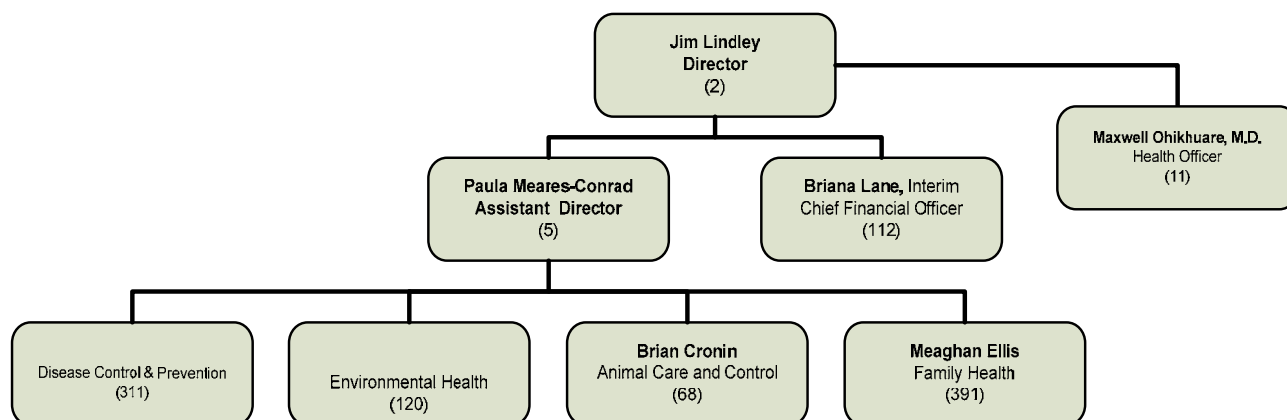 Jim Lindley
Director
(2)
Maxwell Ohikhuare, M.D.
Health Officer
(11)
Paula Meares-Conrad
Assistant Director
(5)
Briana Lane, Interim
Chief Financial Officer
(112)
Disease Control & Prevention
(311)
Environmental Health
(120)
Brian Cronin
Animal Care and Control
(68)
Meaghan Ellis
Family Health
(391)